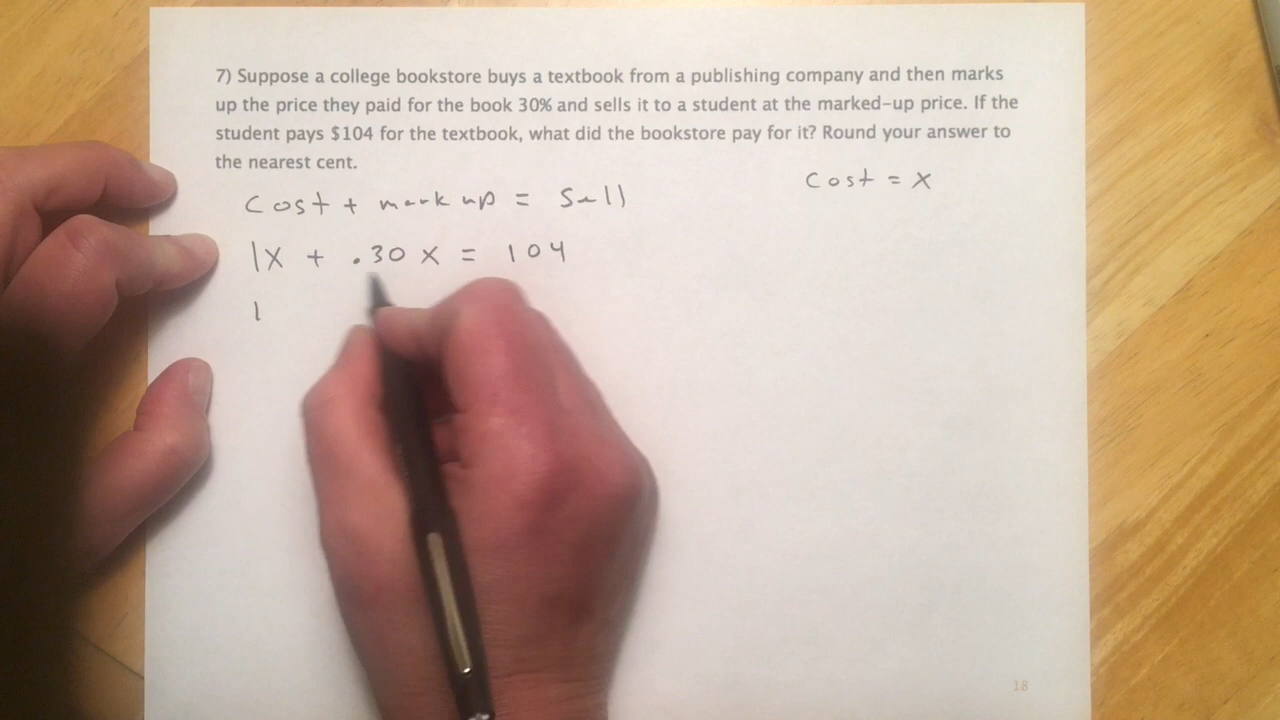 7) Suppose a college bookstore buys a textbook from a publishing company and then marks
up the price they paid for the book 30% and sells it to a student at the marked-up price. If the
student pays $104 for the textbook, what did the bookstore pay for it? Round your answer to
the nearest cent.
Cost = X
Cost + mark up = Sell
1X + .30 X = 104
1
18